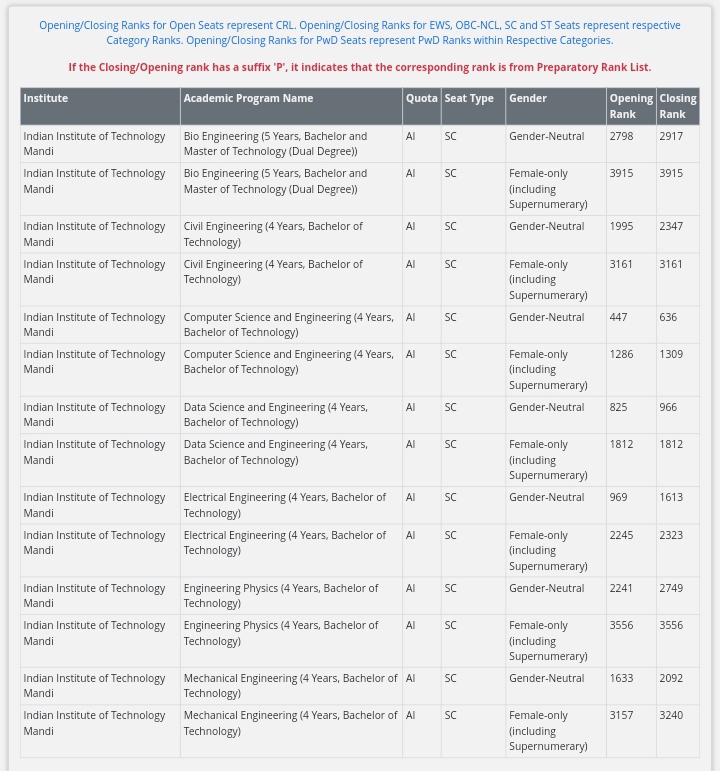 Opening/Closing Ranks for Open Seats represent CRL. Opening/Closing Ranks for EWS, OBC-NCL, SC and ST Seats represent respective
Category Ranks. Opening/Closing Ranks for PwD Seats represent PwD Ranks within Respective Categories.
If the Closing/Opening rank has a suffix 'P', it indicates that the corresponding rank is from Preparatory Rank List.
Institute Academic Program Name Quota Seat Type Gender Opening Closing
Rank Rank
Indian Institute of Technology Bio Engineering (5 Years, Bachelor and AI SC Gender-Neutral 2798 2917
Mandi Master of Technology (Dual Degree))
Indian Institute of Technology Bio Engineering (5 Years, Bachelor and AI SC Female-only 3915 3915
Mandi Master of Technology (Dual Degree)) (including
Supernumerary)
Indian Institute of Technology Civil Engineering (4 Years, Bachelor of AI SC Gender-Neutral 1995 2347
Mandi Technology)
Indian Institute of Technology Civil Engineering (4 Years, Bachelor of AI SC Female-only 3161 3161
Mandi Technology) (including
Supernumerary)
Indian Institute of Technology Computer Science and Engineering (4 Years, AI SC Gender-Neutral 447 636
Mandi Bachelor of Technology)
Indian Institute of Technology Computer Science and Engineering (4 Years, AI SC Female-only 1286 1309
Mandi Bachelor of Technology) (including
Supernumerary)
Indian Institute of Technology Data Science and Engineering (4 Years, AI SC Gender-Neutral 825 966
Mandi Bachelor of Technology)
Indian Institute of Technology Data Science and Engineering (4 Years, AI SC Female-only 1812 1812
Mandi Bachelor of Technology) (including
Supernumerary)
Indian Institute of Technology Electrical Engineering (4 Years, Bachelor of AI SC Gender-Neutral 969 1613
Mandi Technology)
Indian Institute of Technology Electrical Engineering (4 Years, Bachelor of AI SC Female-only 2245 2323
Mandi Technology) (including
Supernumerary)
Indian Institute of Technology Engineering Physics (4 Years, Bachelor of AI SC Gender-Neutral 2241 2749
Mandi Technology)
Indian Institute of Technology Engineering Physics (4 Years, Bachelor of AI SC Female-only 3556 3556
Mandi Technology) (including
Supernumerary)
Indian Institute of Technology Mechanical Engineering (4 Years, Bachelor of AI SC Gender-Neutral 1633 2092
Mandi Technology)
Indian Institute of Technology Mechanical Engineering (4 Years, Bachelor of AI SC Female-only 3157 3240
Mandi Technology) (including
Supernumerary)